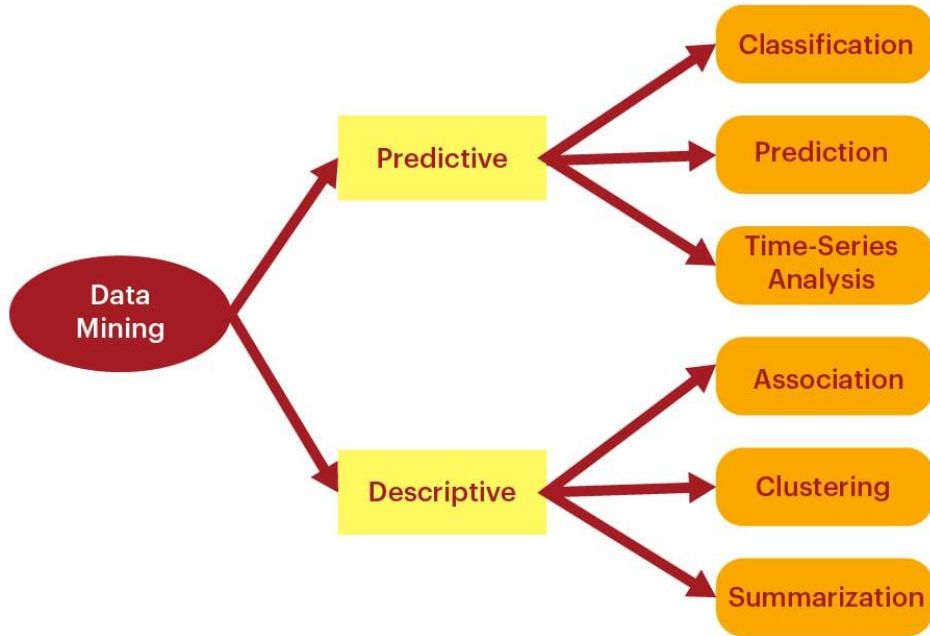 Data
Mining
Predictive
Descriptive
Classification
Prediction
Time-Series
Analysis
Association
Clustering
Summarization